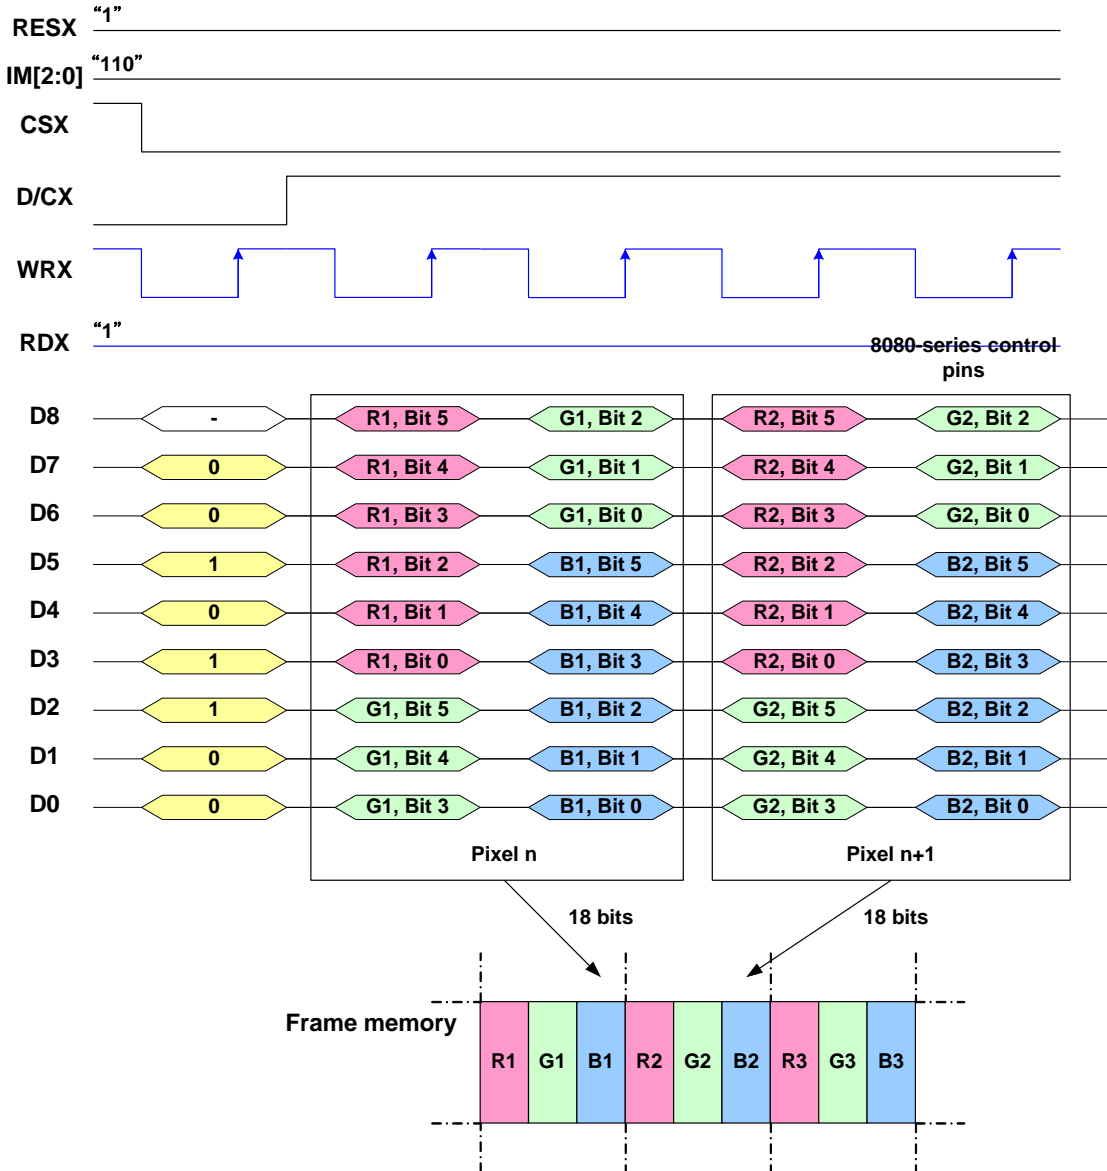 RESX “1”
IM[2:0] “110”
CSX
D/CX
WRX
RDX “1”
8080-series control
pins
D8 - R1, Bit 5 G1, Bit 2 R2, Bit 5 G2, Bit 2
D7 0 R1, Bit 4 G1, Bit 1 R2, Bit 4 G2, Bit 1
D6 0 R1, Bit 3 G1, Bit 0 R2, Bit 3 G2, Bit 0
D5 1 R1, Bit 2 B1, Bit 5 R2, Bit 2 B2, Bit 5
D4 0 R1, Bit 1 B1, Bit 4 R2, Bit 1 B2, Bit 4
D3 1 R1, Bit 0 B1, Bit 3 R2, Bit 0 B2, Bit 3
D2 1 G1, Bit 5 B1, Bit 2 G2, Bit 5 B2, Bit 2
D1 0 G1, Bit 4 B1, Bit 1 G2, Bit 4 B2, Bit 1
D0 0 G1, Bit 3 B1, Bit 0 G2, Bit 3 B2, Bit 0
Pixel n Pixel n+1
18 bits 18 bits
Frame memory
R1 G1 B1 R2 G2 B2 R3 G3 B3